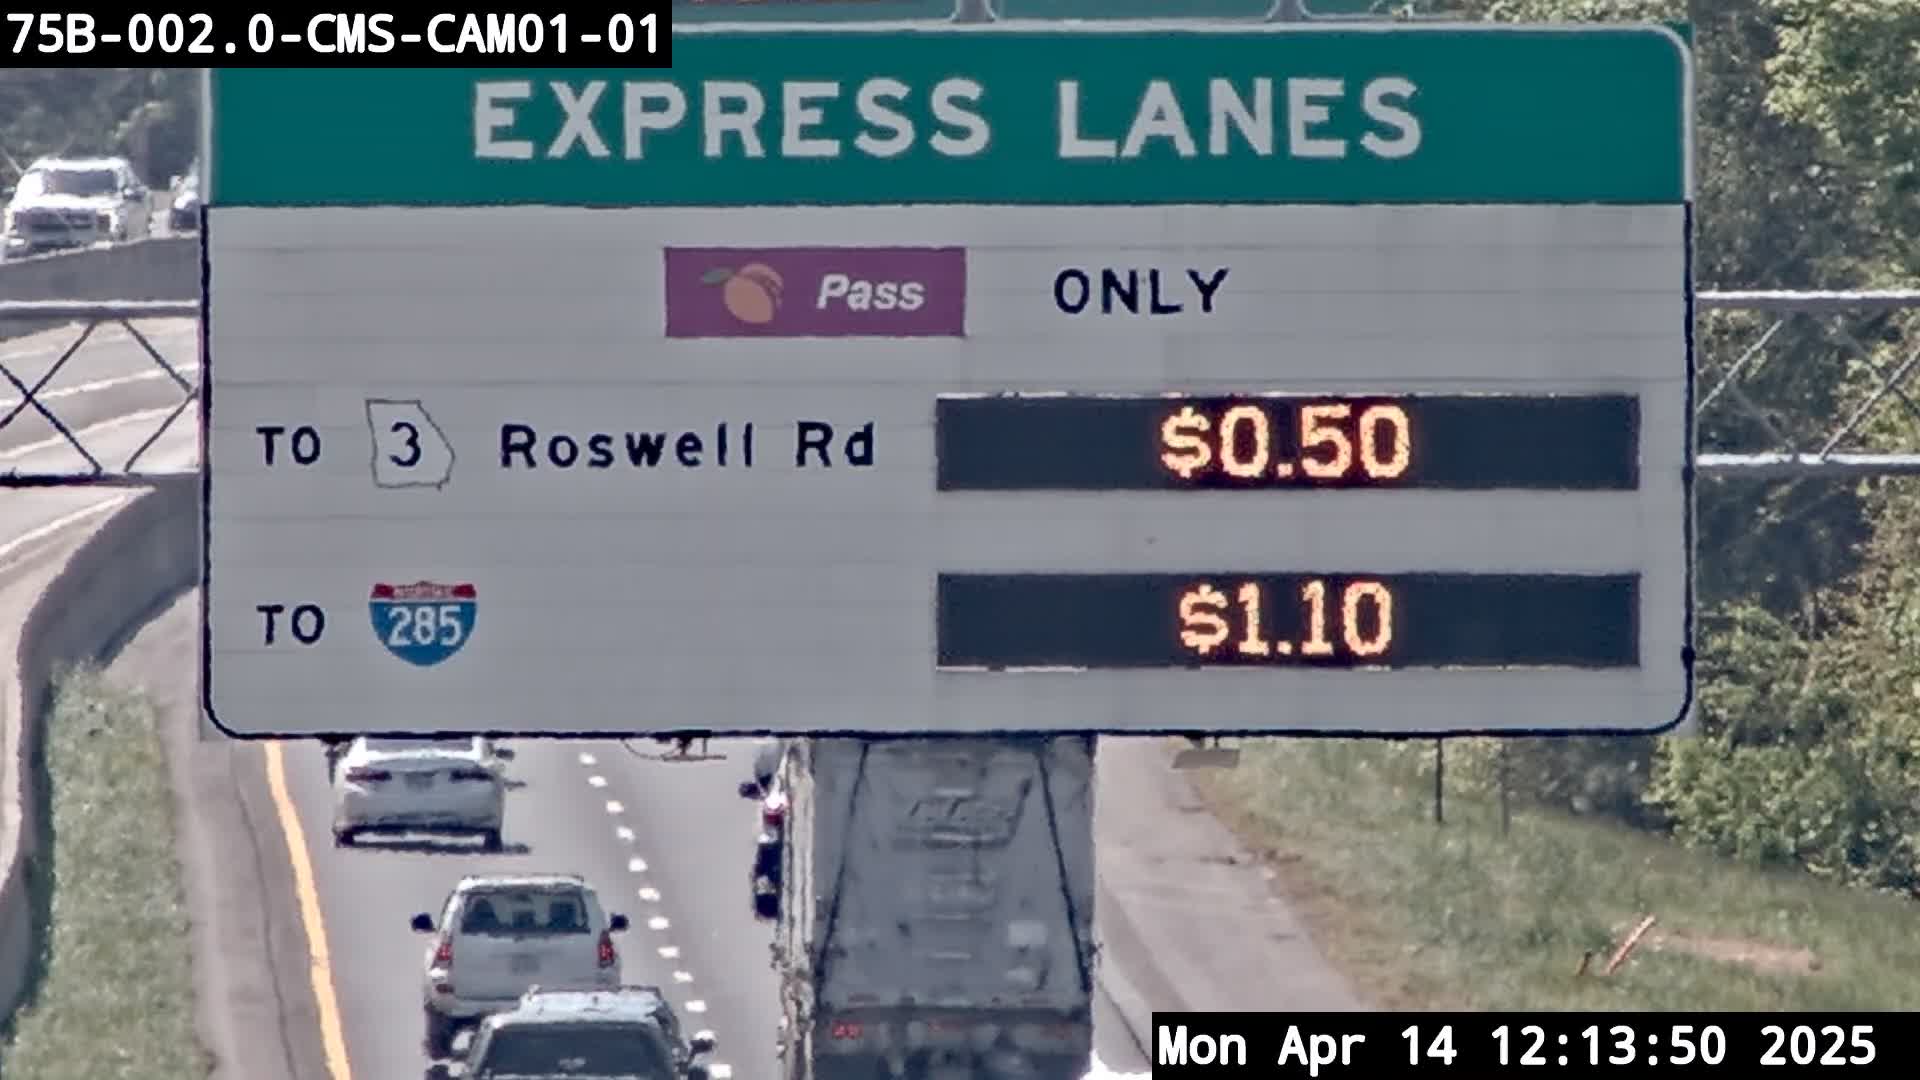 75B-002.0-CMS-CAM01-01
EXPRESS LANES
Pass ONLY
TO 3 Roswell Rd $0.50
TO 285 $1.10
Mon Apr 14 12:13:50 2025